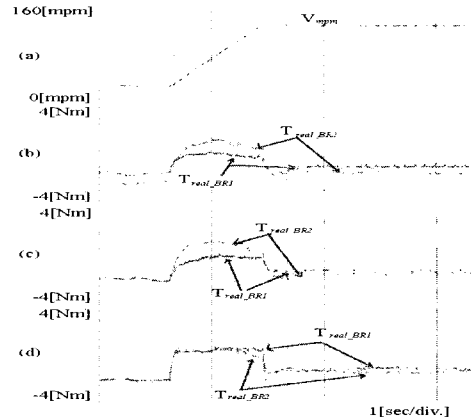 160[mpm]
V_mpm
(a)
0[mpm]
4[Nm]
T_real_BR2
(b)
T_real_BR1
-4[Nm]
4[Nm]
T_real_BR2
(c)
-4[Nm]
T_real_BR1
4[Nm]
T_real_BR1
(d)
-4[Nm]
T_real_BR2
1[sec/div.]